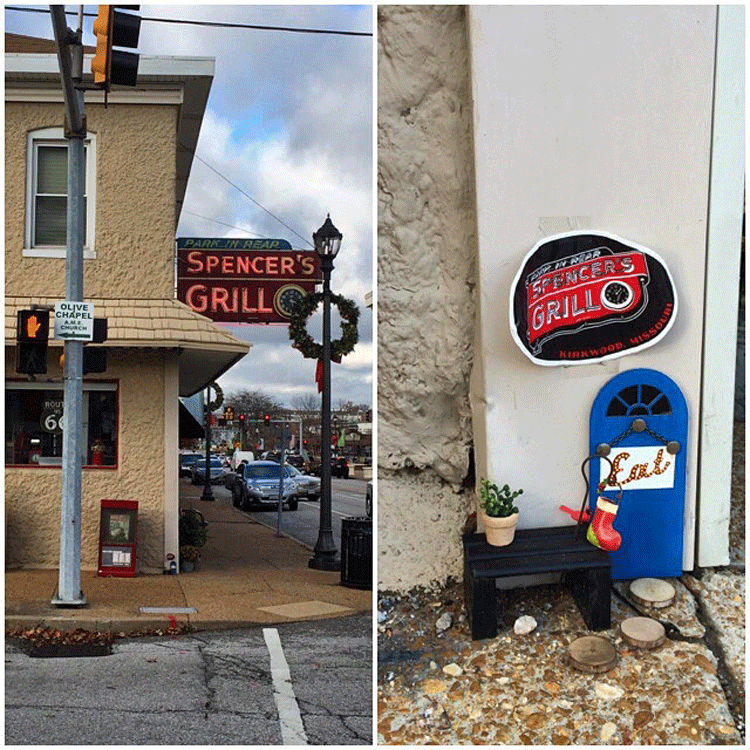 PARK IN REAR
SPENCER'S
GRILL
OLIVE
CHAPEL
A.M.E.
CHURCH
ROUTE
66
PARK IN REAR
SPENCER'S
GRILL
KIRKWOOD, MISSOURI
Eat